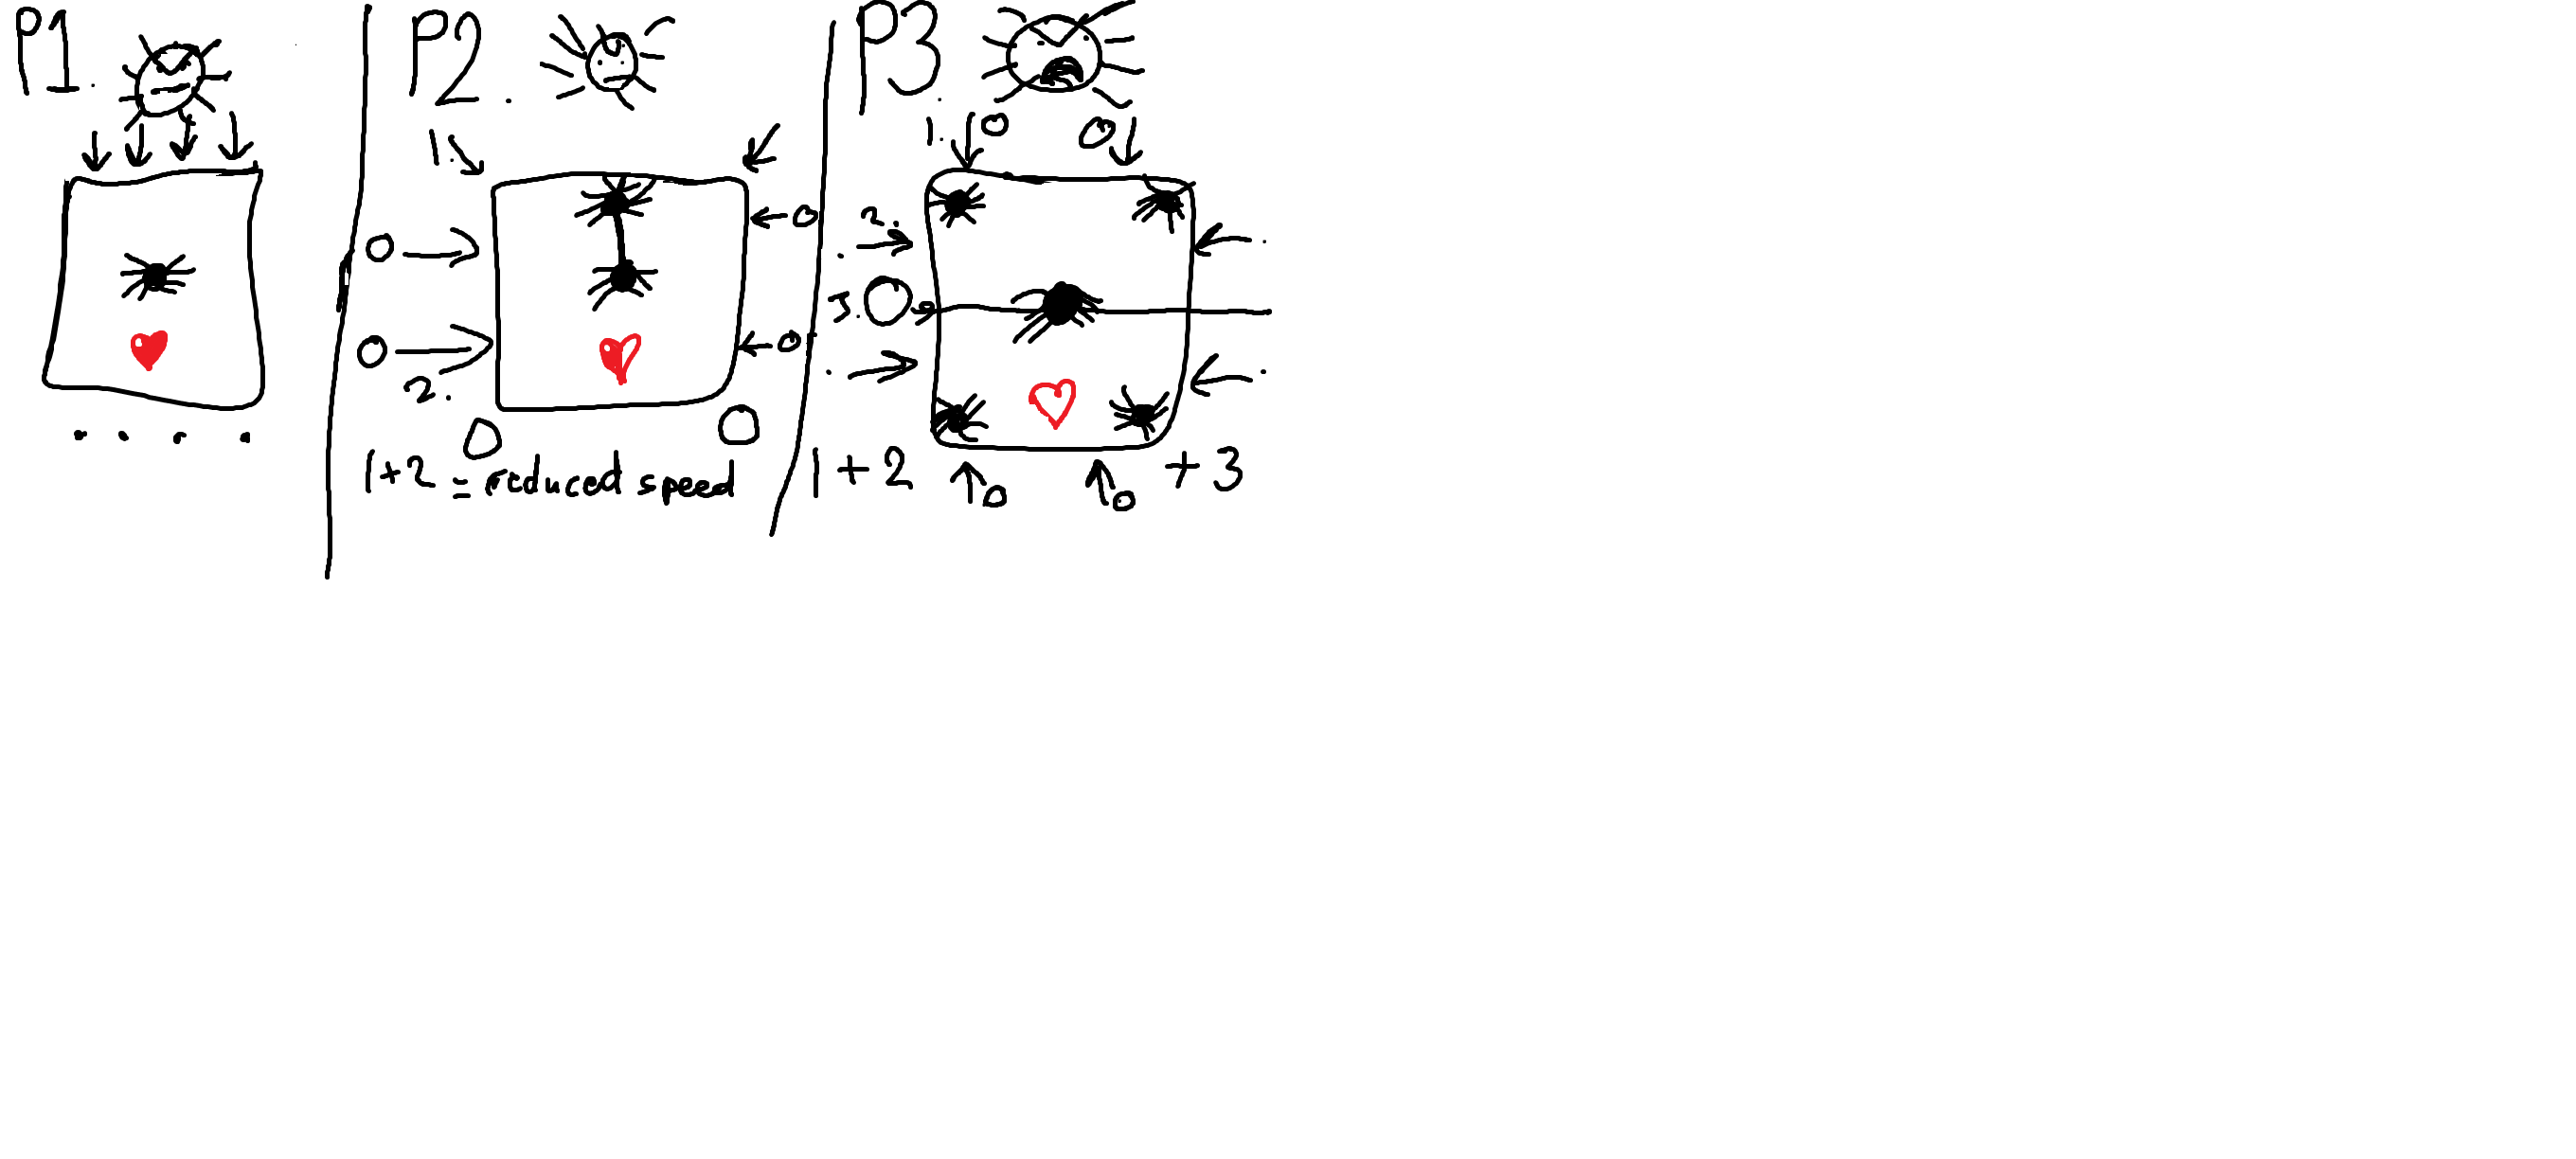 P1.
P2.
P3
1.
2.
1+2 = reduced speed
1.
2.
3.
1+2 +3